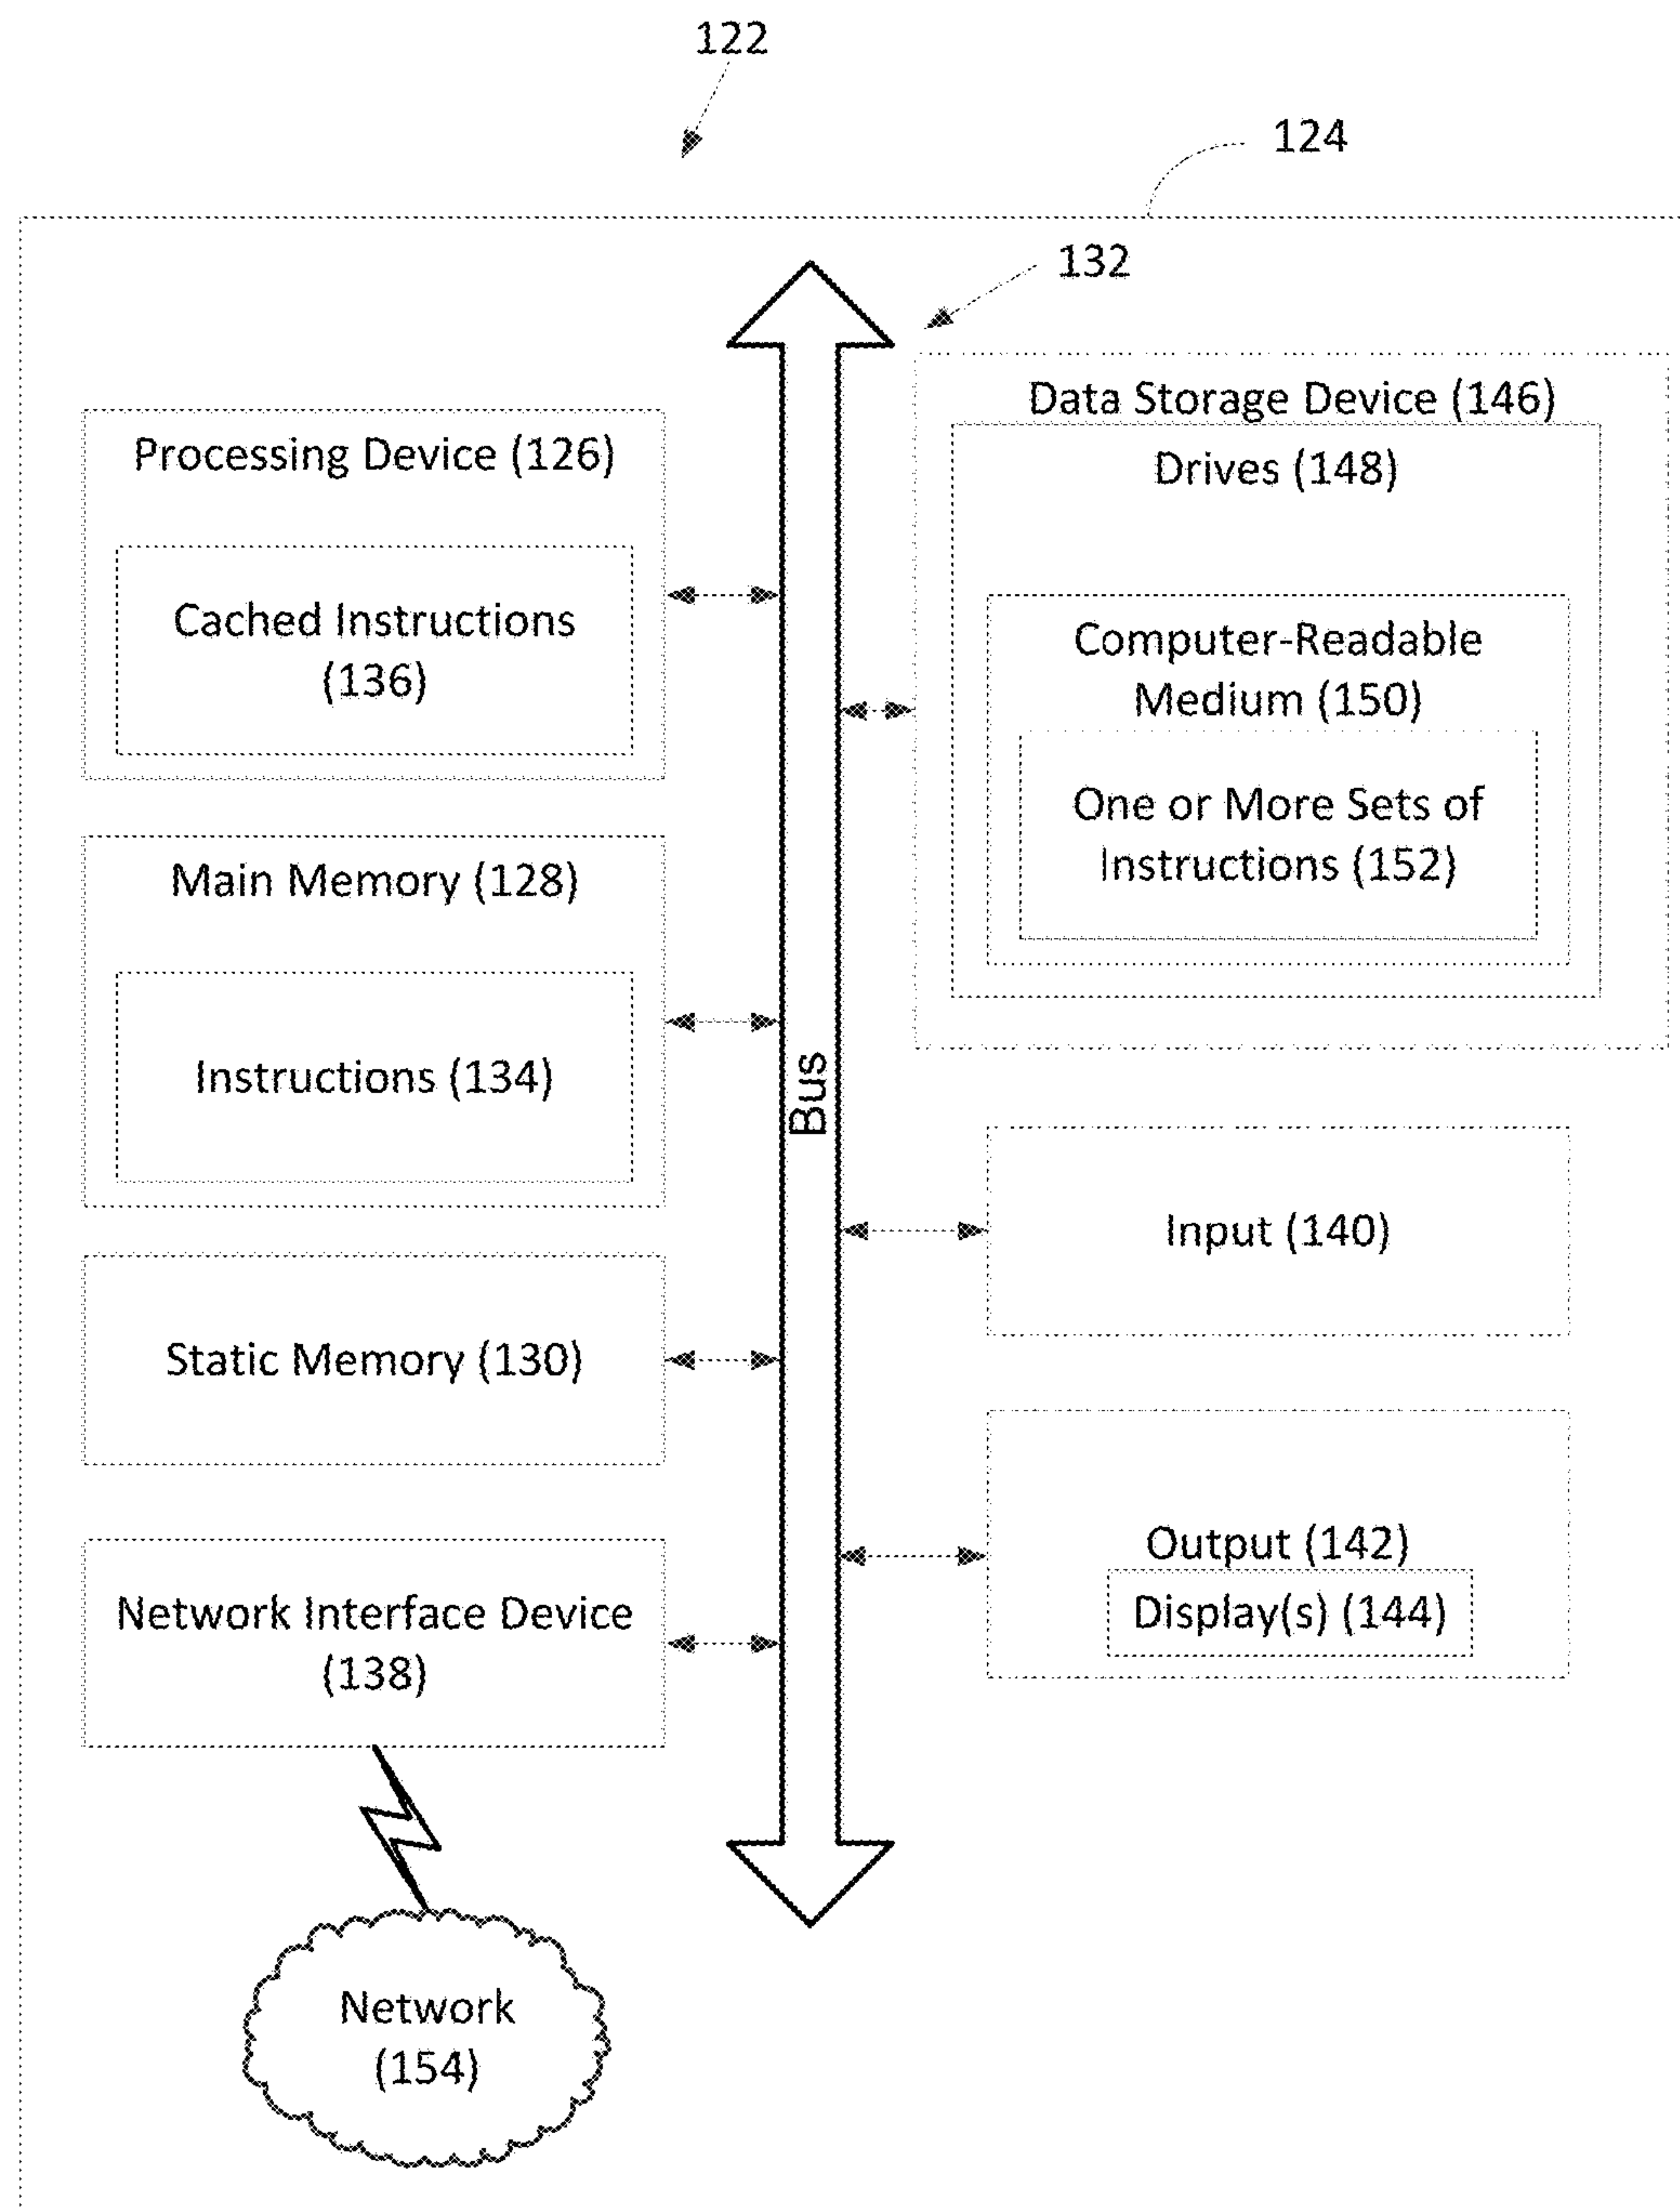 122
124
132
Processing Device (126)
Cached Instructions
(136)
Main Memory (128)
Instructions (134)
Static Memory (130)
Network Interface Device
(138)
Network
(154)
Bus
Data Storage Device (146)
Drives (148)
Computer-Readable
Medium (150)
One or More Sets of
Instructions (152)
Input (140)
Output (142)
Display(s) (144)